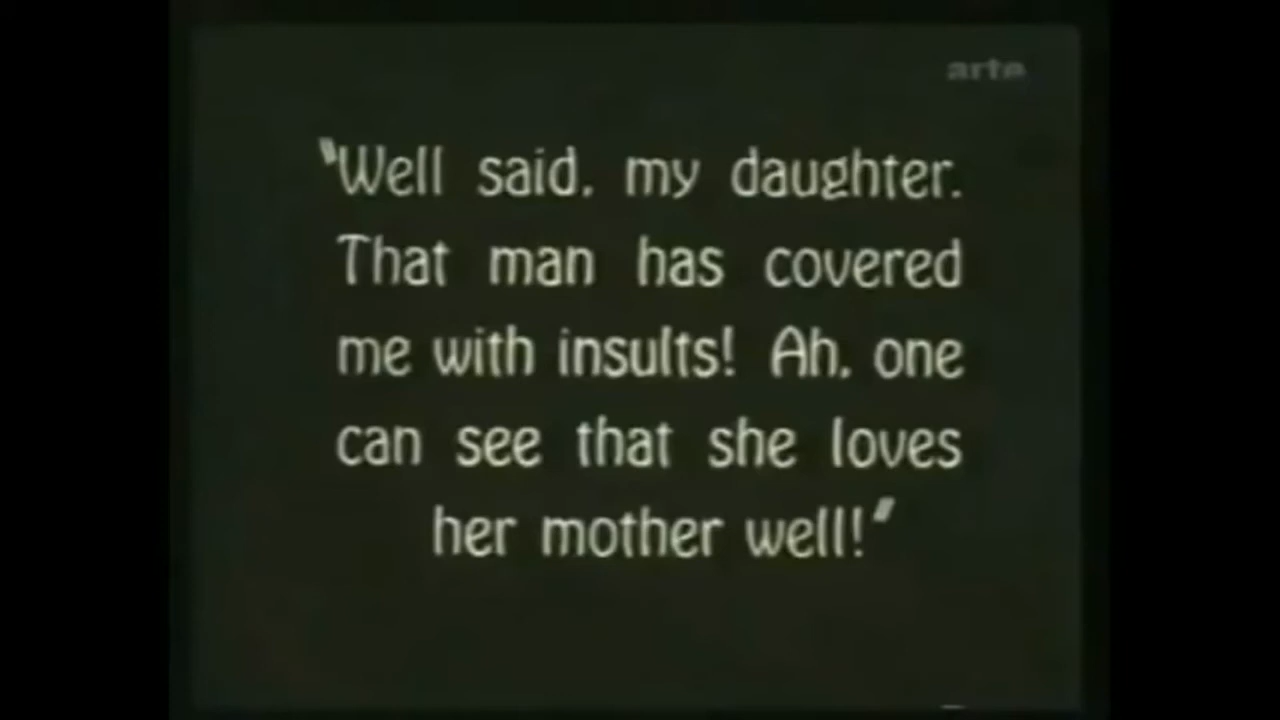 arte
"Well said, my daughter.
That man has covered
me with insults! Ah, one
can see that she loves
her mother well!"